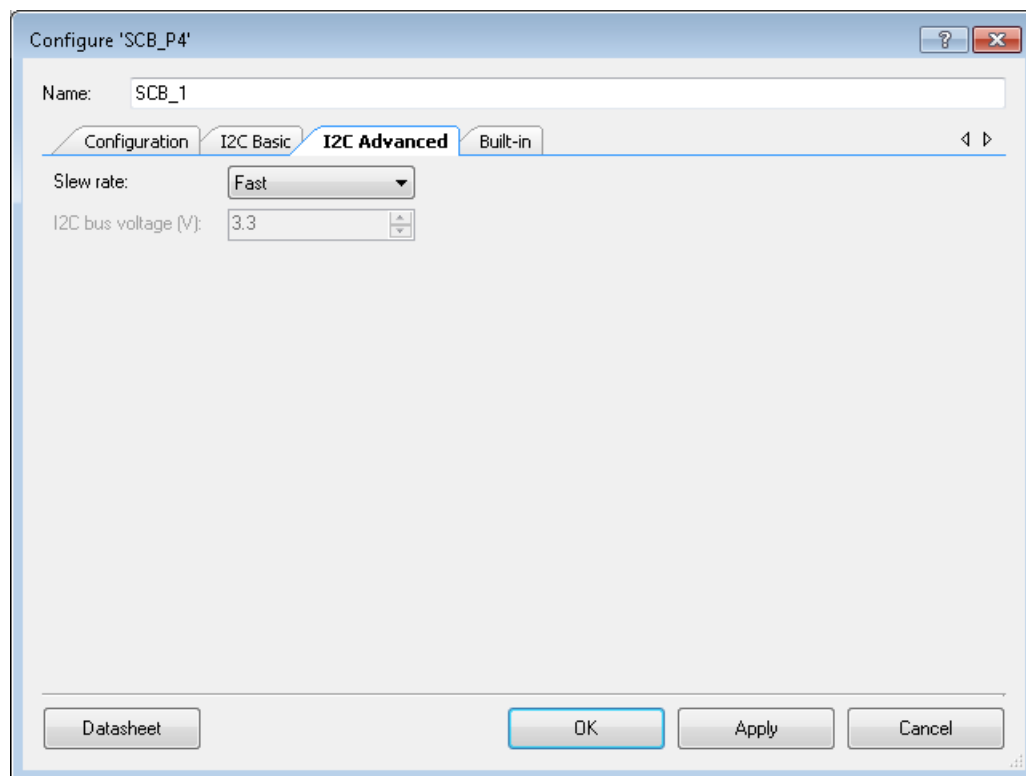 Configure 'SCB_P4'
Name: SCB_1
Configuration I2C Basic I2C Advanced Built-in
Slew rate: Fast
I2C bus voltage (V): 3.3
Datasheet OK Apply Cancel